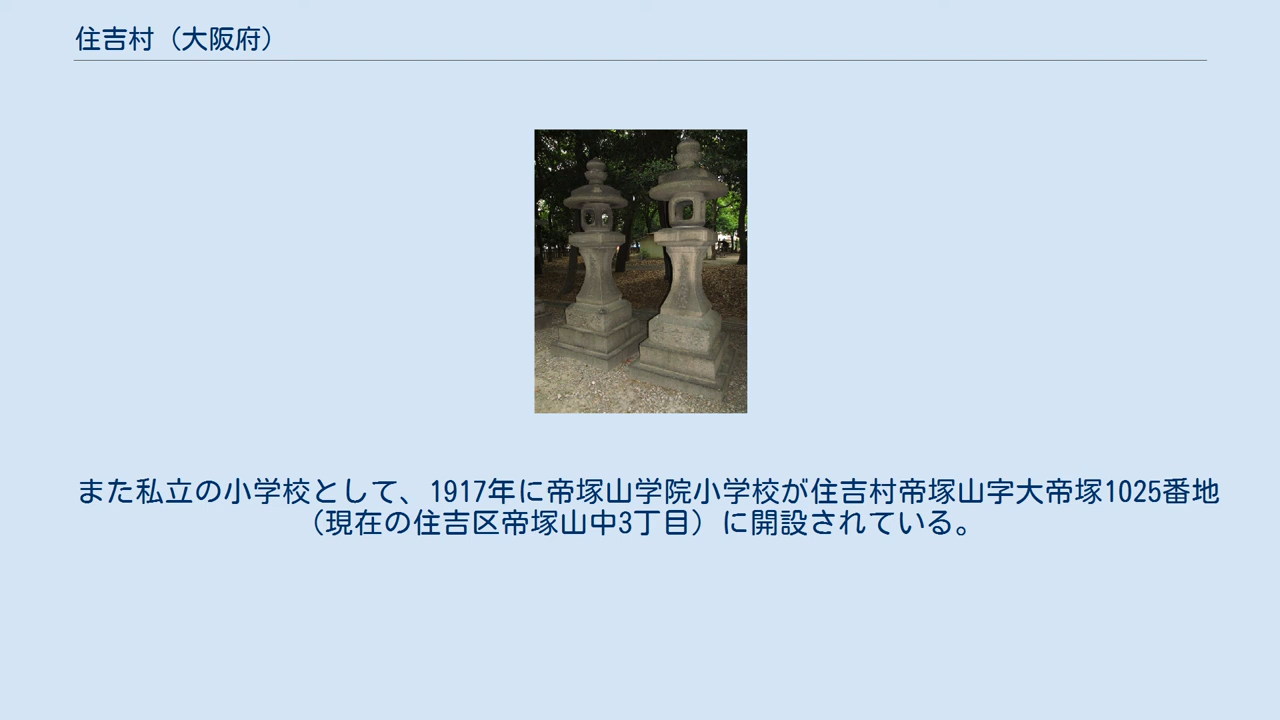 住吉村（大阪府）
また私立の小学校として、1917年に帝塚山学院小学校が住吉村帝塚山字大帝塚1025番地
（現在の住吉区帝塚山中3丁目）に開設されている。